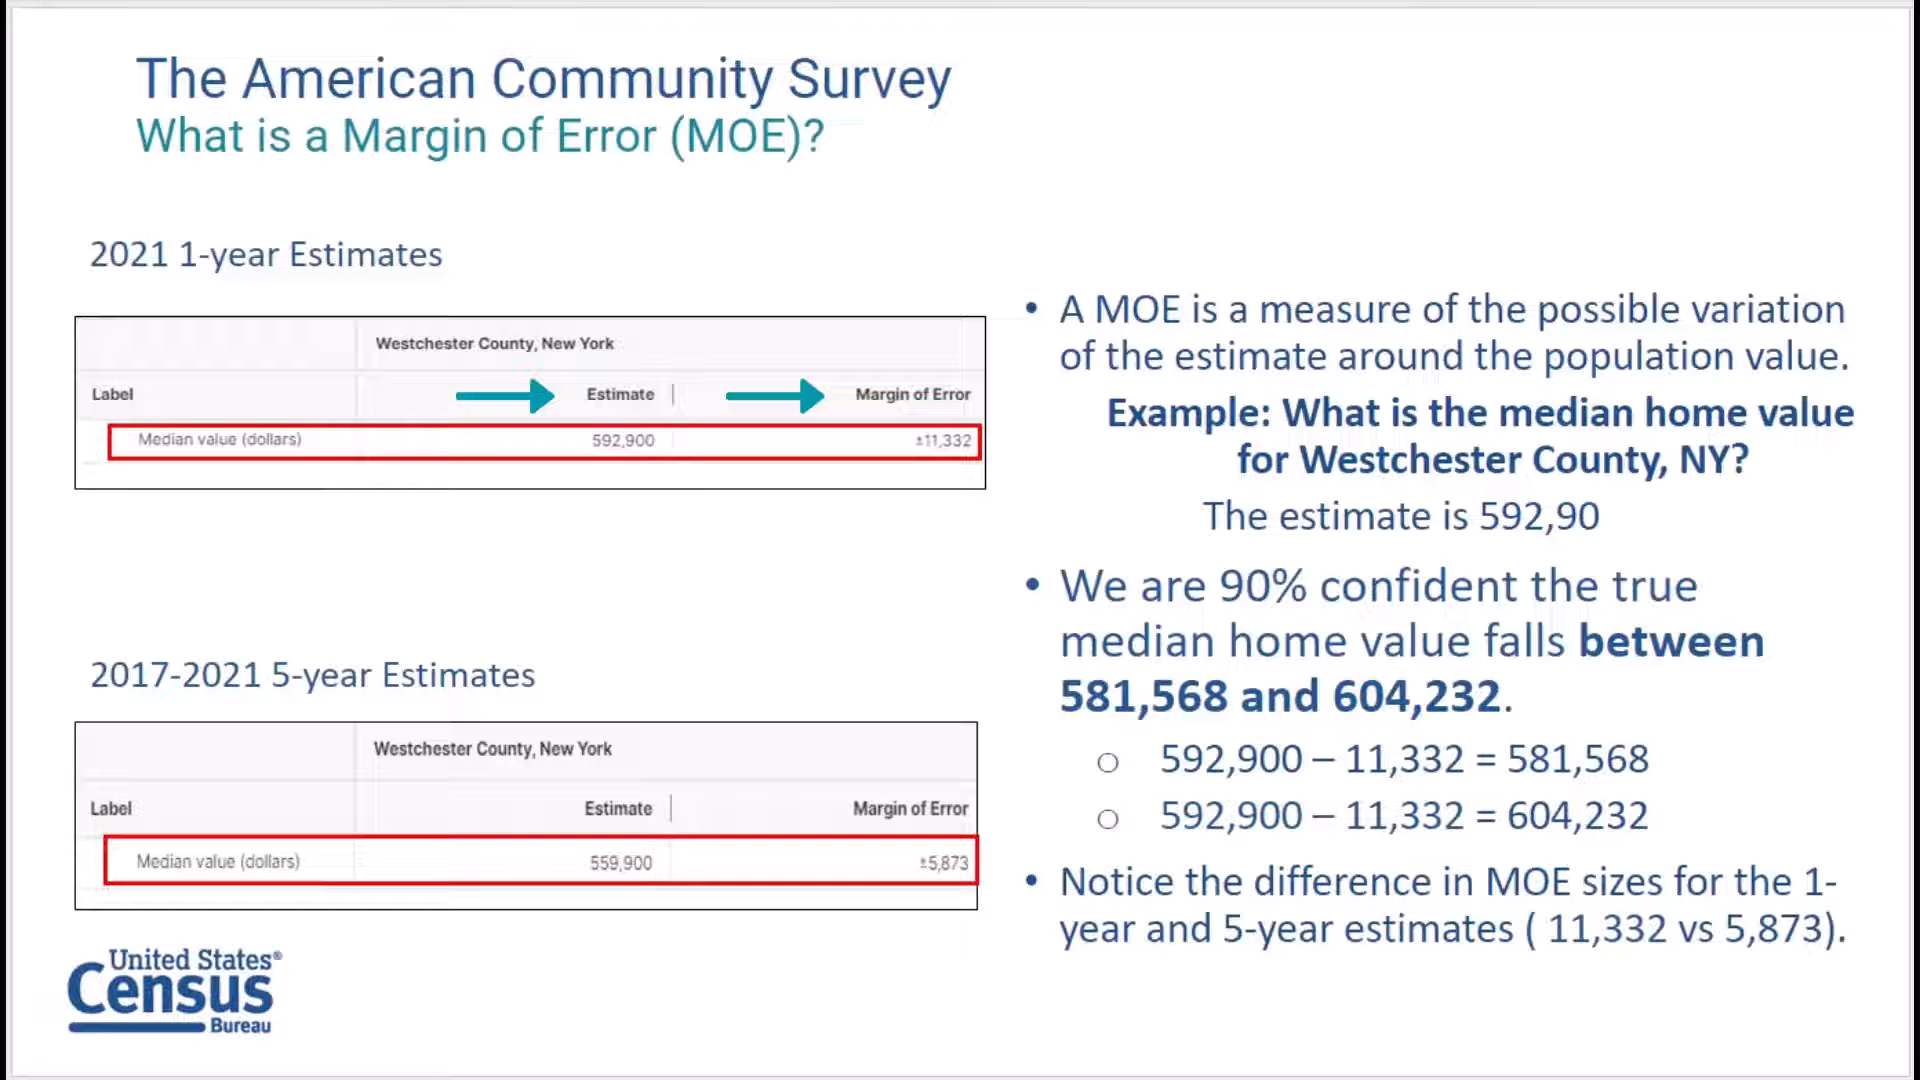 The American Community Survey
What is a Margin of Error (MOE)?
2021 1-year Estimates
Westchester County, New York
Label Estimate Margin of Error
Median value (dollars) 592,900 ±11,332
2017-2021 5-year Estimates
Westchester County, New York
Label Estimate Margin of Error
Median value (dollars) 559,900 ±5,873
United States®
Census
Bureau
• A MOE is a measure of the possible variation
of the estimate around the population value.
Example: What is the median home value
for Westchester County, NY?
The estimate is 592,90
• We are 90% confident the true
median home value falls between
581,568 and 604,232.
○ 592,900 – 11,332 = 581,568
○ 592,900 – 11,332 = 604,232
• Notice the difference in MOE sizes for the 1-
year and 5-year estimates ( 11,332 vs 5,873).